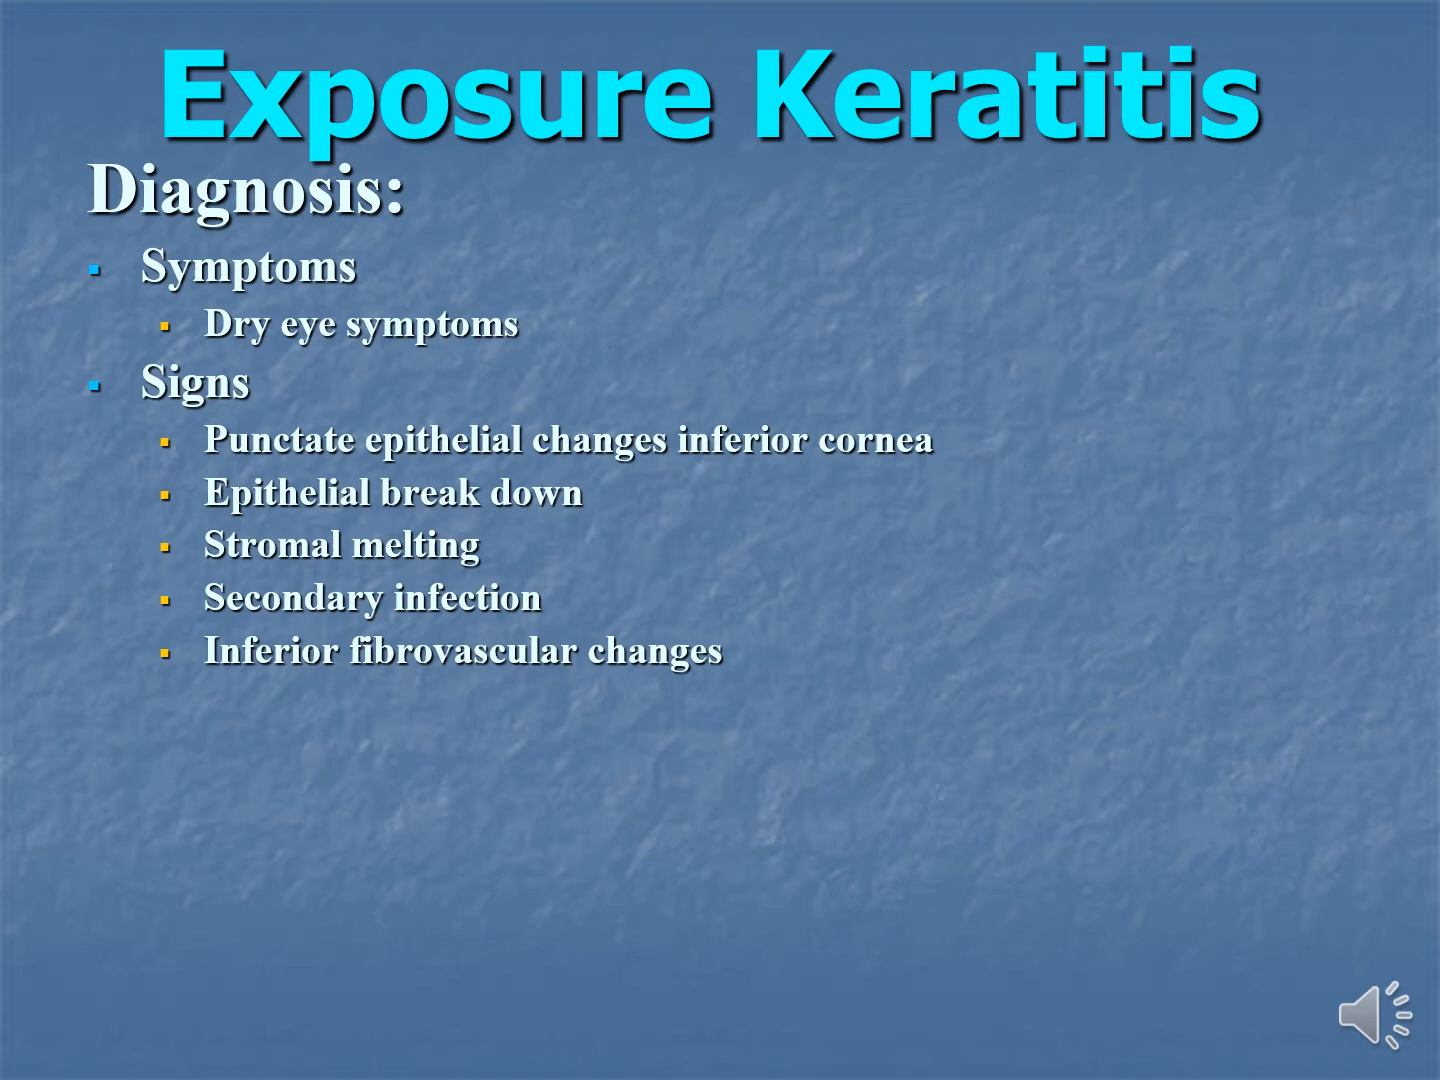 Exposure Keratitis
Diagnosis:
▪ Symptoms
▪ Dry eye symptoms
▪ Signs
▪ Punctate epithelial changes inferior cornea
▪ Epithelial break down
▪ Stromal melting
▪ Secondary infection
▪ Inferior fibrovascular changes